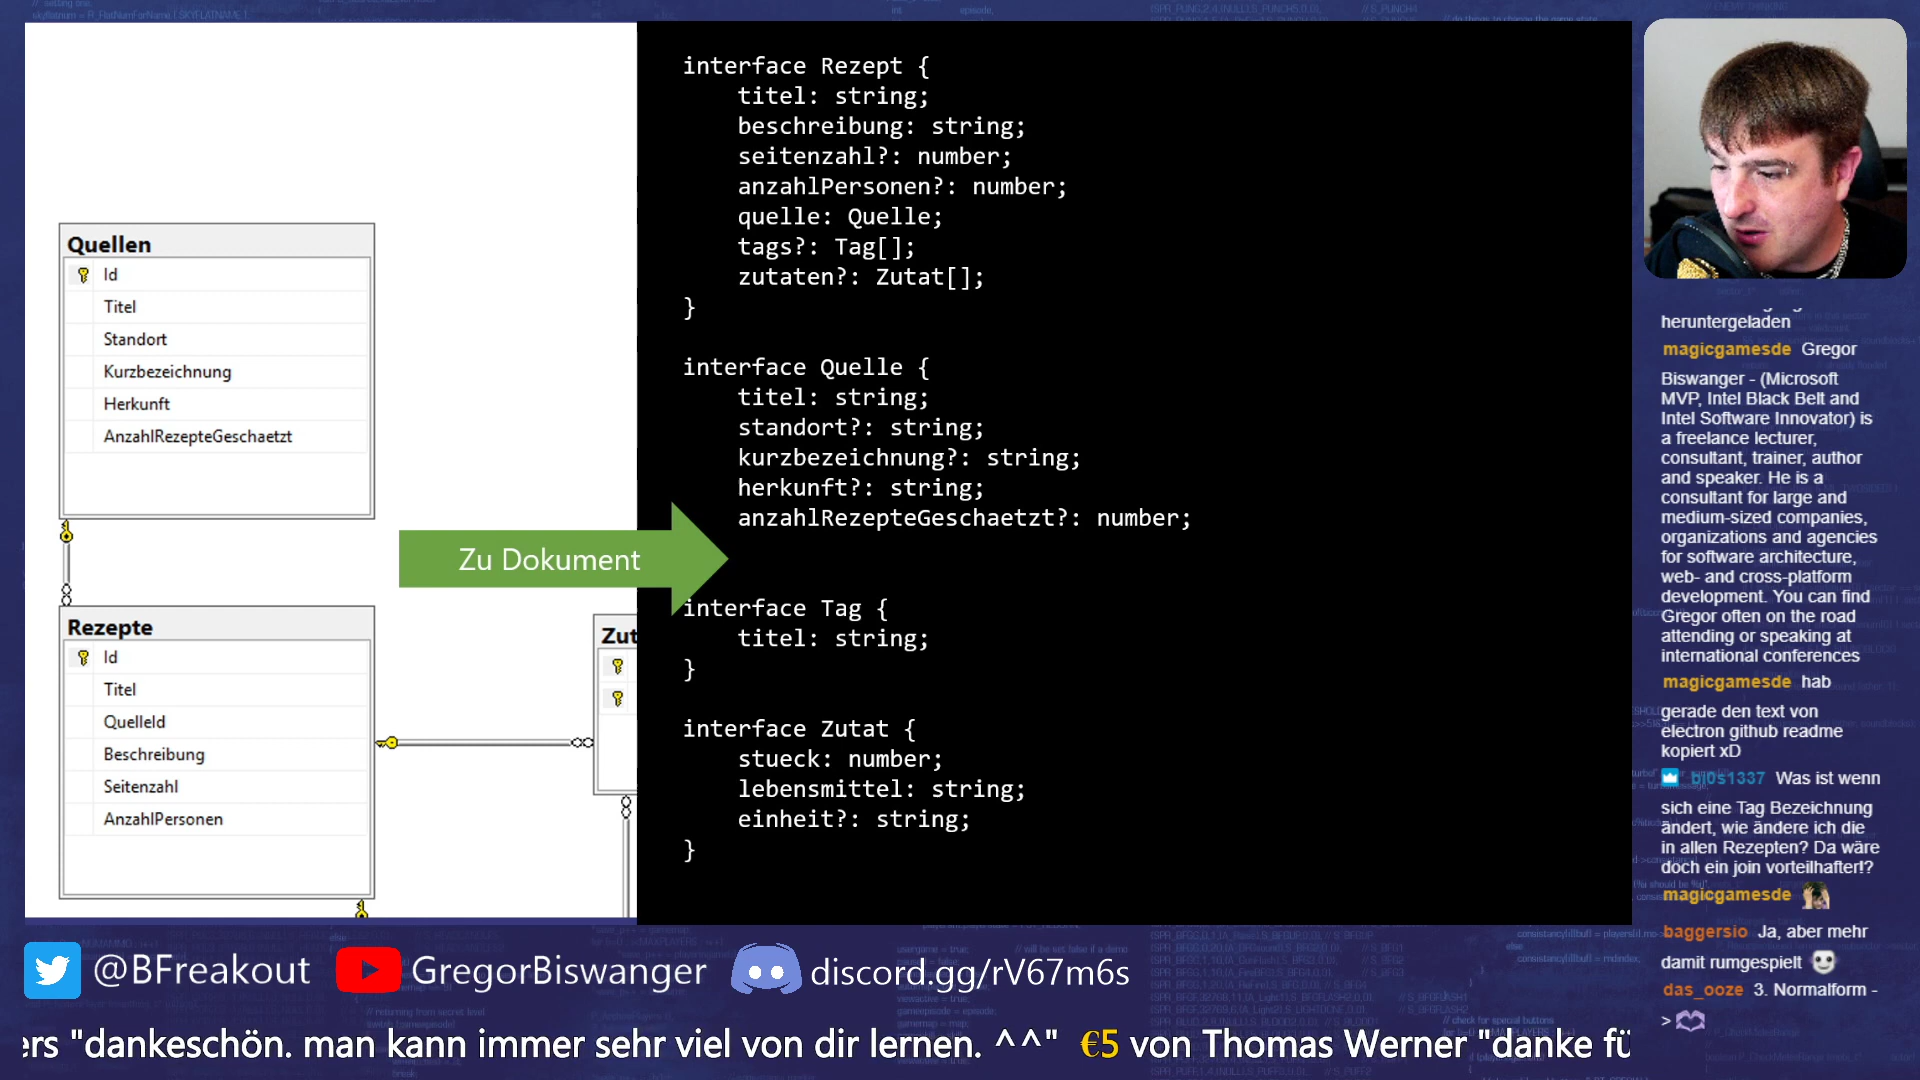 Quellen
Id
Titel
Standort
Kurzbezeichnung
Herkunft
AnzahlRezepteGeschaetzt
Rezepte
Id
Titel
QuelleId
Beschreibung
Seitenzahl
AnzahlPersonen
Zut
Zu Dokument
interface Rezept {
titel: string;
beschreibung: string;
seitenzahl?: number;
anzahlPersonen?: number;
quelle: Quelle;
tags?: Tag[];
zutaten?: Zutat[];
}
interface Quelle {
titel: string;
standort?: string;
kurzbezeichnung?: string;
herkunft?: string;
anzahlRezepteGeschaetzt?: number;
interface Tag {
titel: string;
}
interface Zutat {
stueck: number;
lebensmittel: string;
einheit?: string;
}
heruntergeladen
magicgamesde Gregor
Biswanger - (Microsoft
MVP, Intel Black Belt and
Intel Software Innovator) is
a freelance lecturer,
consultant, trainer, author
and speaker. He is a
consultant for large and
medium-sized companies,
organizations and agencies
for software architecture,
web- and cross-platform
development. You can find
Gregor often on the road
attending or speaking at
international conferences
magicgamesde hab
gerade den text von
electron github readme
kopiert xD
bj0s1337 Was ist wenn
sich eine Tag Bezeichnung
ändert, wie ändere ich die
in allen Rezepten? Da wäre
doch ein join vorteilhafter!?
magicgamesde
baggersio Ja, aber mehr
damit rumgespielt
das_ooze 3. Normalform -
>
@BFreakout GregorBiswanger discord.gg/rV67m6s
ers "dankeschön. man kann immer sehr viel von dir lernen. ^^" €5 von Thomas Werner "danke fü